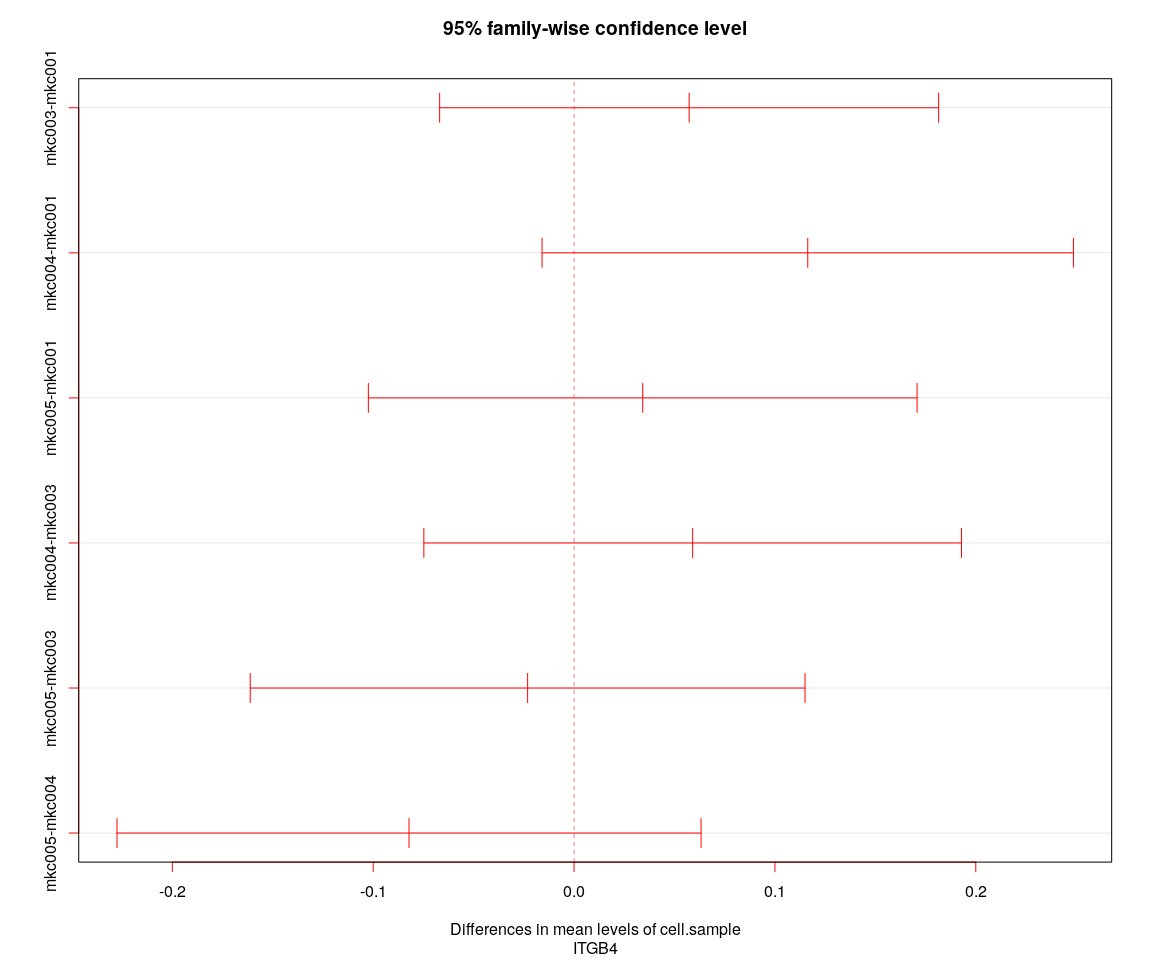 95% family-wise confidence level
mkc003-mkc001
mkc004-mkc001
mkc005-mkc001
mkc004-mkc003
mkc005-mkc003
mkc005-mkc004
-0.2 -0.1 0.0 0.1 0.2
Differences in mean levels of cell.sample
ITGB4